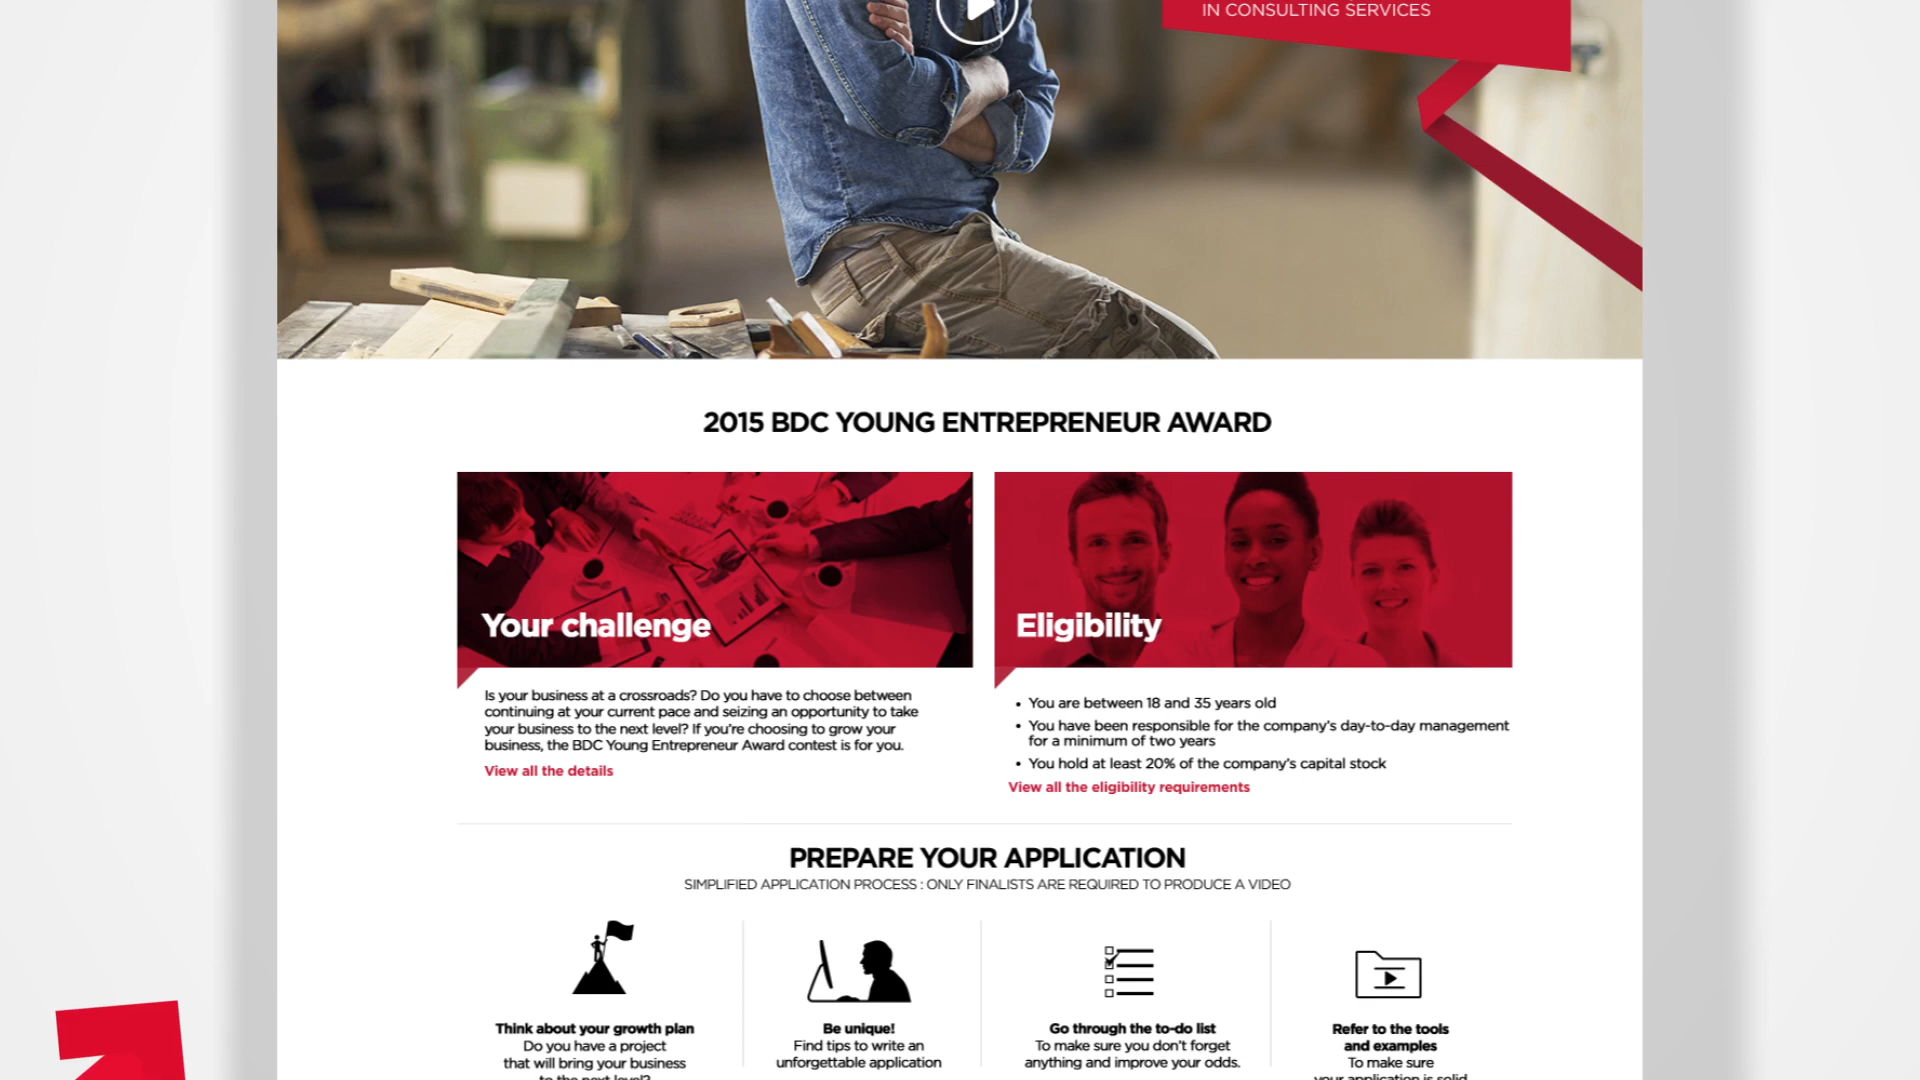 IN CONSULTING SERVICES
2015 BDC YOUNG ENTREPRENEUR AWARD
Your challenge
Is your business at a crossroads? Do you have to choose between
continuing at your current pace and seizing an opportunity to take
your business to the next level? If you're choosing to grow your
business, the BDC Young Entrepreneur Award contest is for you.
View all the details
Eligibility
• You are between 18 and 35 years old
• You have been responsible for the company's day-to-day management
for a minimum of two years
• You hold at least 20% of the company's capital stock
View all the eligibility requirements
PREPARE YOUR APPLICATION
SIMPLIFIED APPLICATION PROCESS : ONLY FINALISTS ARE REQUIRED TO PRODUCE A VIDEO
Think about your growth plan
Do you have a project
that will bring your business
to the next level?
Be unique!
Find tips to write an
unforgettable application
Go through the to-do list
To make sure you don't forget
anything and improve your odds.
Refer to the tools
and examples
To make sure
your application is solid